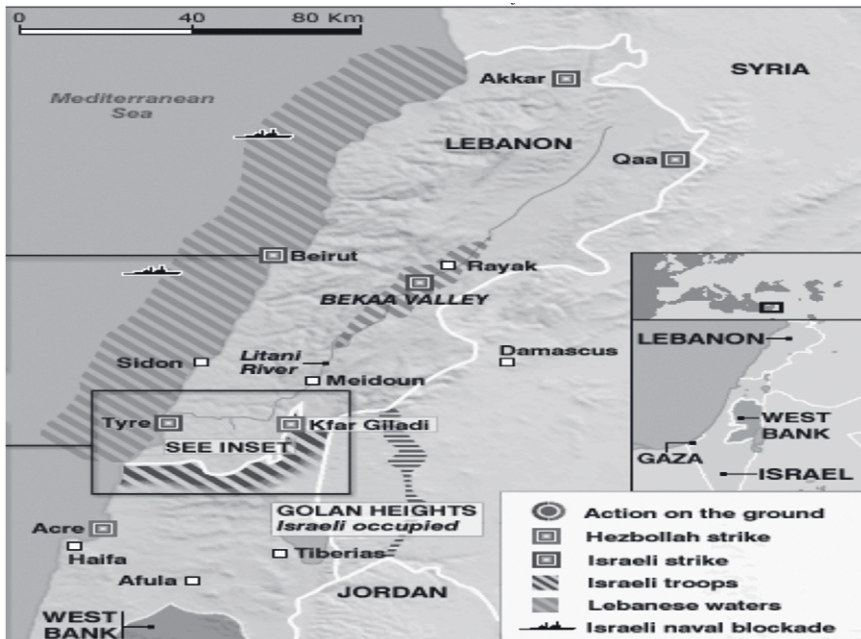 0 40 80 Km
Mediterranean
Sea
Akkar
SYRIA
LEBANON
Qaa
Beirut
Rayak
BEKAA VALLEY
Sidon
Litani
River
Damascus
Meidoun
Tyre
Kfar Giladi
SEE INSET
GOLAN HEIGHTS
Israeli occupied
Acre
Haifa
Tiberias
Afula
JORDAN
WEST
BANK
LEBANON
WEST
BANK
GAZA
ISRAEL
Action on the ground
Hezbollah strike
Israeli strike
Israeli troops
Lebanese waters
Israeli naval blockade